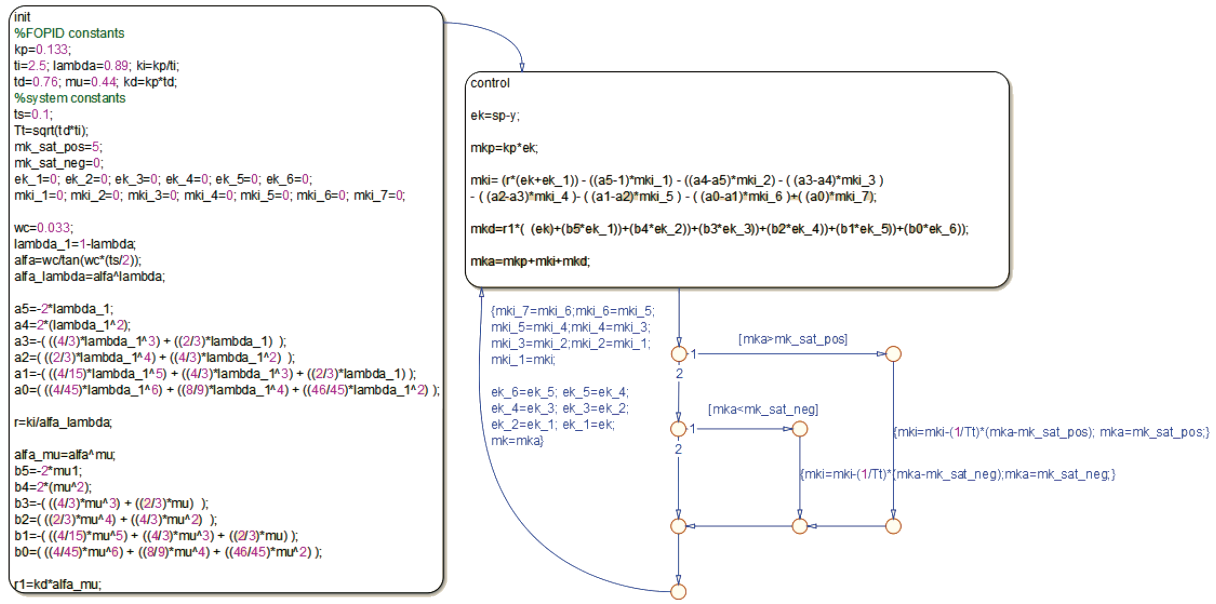 init
%FOPID constants
kp=0.133;
ti=2.5; lambda=0.89; ki=kp/ti;
td=0.76; mu=0.44; kd=kp*td;
%system constants
ts=0.1;
Tt=sqrt(td*ti);
mk_sat_pos=5;
mk_sat_neg=0;
ek_1=0; ek_2=0; ek_3=0; ek_4=0; ek_5=0; ek_6=0;
mki_1=0; mki_2=0; mki_3=0; mki_4=0; mki_5=0; mki_6=0; mki_7=0;
wc=0.033;
lambda_1=1-lambda;
alfa=wc/tan(wc*(ts/2));
alfa_lambda=alfa^lambda;
a5=-2*lambda_1;
a4=2*(lambda_1^2);
a3=-( ((4/3)*lambda_1^3) + ((2/3)*lambda_1) );
a2=( ((2/3)*lambda_1^4) + ((4/3)*lambda_1^2) );
a1=-( ((4/15)*lambda_1^5) + ((4/3)*lambda_1^3) + ((2/3)*lambda_1) );
a0=( ((4/45)*lambda_1^6) + ((8/9)*lambda_1^4) + ((46/45)*lambda_1^2) );
r=ki/alfa_lambda;
alfa_mu=alfa^mu;
b5=-2*mu1;
b4=2*(mu^2);
b3=-( ((4/3)*mu^3) + ((2/3)*mu) );
b2=( ((2/3)*mu^4) + ((4/3)*mu^2) );
b1=-( ((4/15)*mu^5) + ((4/3)*mu^3) + ((2/3)*mu) );
b0=( ((4/45)*mu^6) + ((8/9)*mu^4) + ((46/45)*mu^2) );
r1=kd*alfa_mu;
control
ek=sp-y;
mkp=kp*ek;
mki= (r*(ek+ek_1)) - ((a5-1)*mki_1) - ((a4-a5)*mki_2) - ( (a3-a4)*mki_3 )
- ( (a2-a3)*mki_4 ) - ( (a1-a2)*mki_5 ) - ( (a0-a1)*mki_6 )+( (a0)*mki_7);
mkd=r1*( (ek)+(b5*ek_1))+(b4*ek_2))+(b3*ek_3))+(b2*ek_4))+(b1*ek_5))+(b0*ek_6));
mka=mkp+mki+mkd;
{mki_7=mki_6;mki_6=mki_5;
mki_5=mki_4;mki_4=mki_3;
mki_3=mki_2;mki_2=mki_1;
mki_1=mki;
ek_6=ek_5; ek_5=ek_4;
ek_4=ek_3; ek_3=ek_2;
ek_2=ek_1; ek_1=ek;
mk=mka}
[mka>mk_sat_pos]
1
2
[mka<mk_sat_neg]
1
2
{mki=mki-(1/Tt)*(mka-mk_sat_pos); mka=mk_sat_pos;}
{mki=mki-(1/Tt)*(mka-mk_sat_neg);mka=mk_sat_neg;}